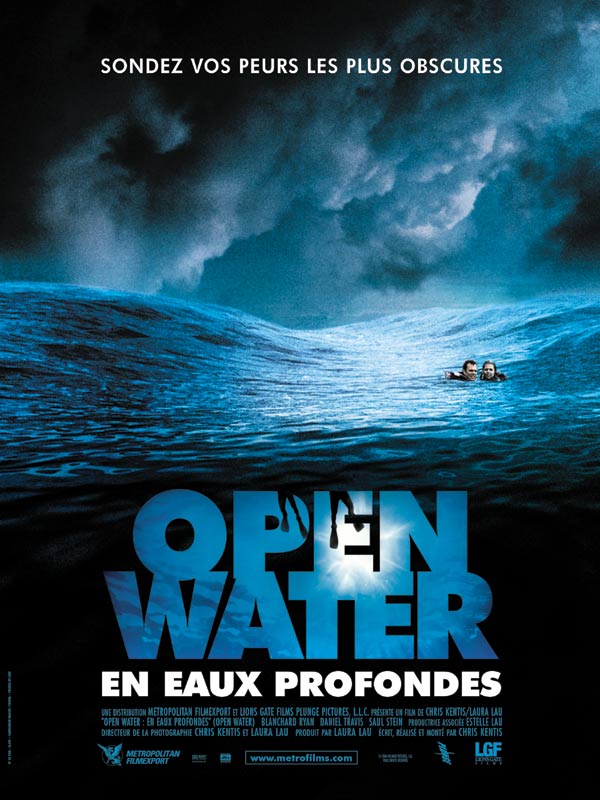 SONDEZ VOS PEURS LES PLUS OBSCURES
OPEN
WATER
EN EAUX PROFONDES
UNE DISTRIBUTION METROPOLITAN FILMEXPORT ET LIONS GATE FILMS PLUNGE PICTURES, L.L.C. PRÉSENTE UN FILM DE CHRIS KENTIS/LAURA LAU
"OPEN WATER : EN EAUX PROFONDES" (OPEN WATER) BLANCHARD RYAN DANIEL TRAVIS SAUL STEIN PRODUCTRICE ASSOCIÉE ESTELLE LAU
DIRECTEUR DE LA PHOTOGRAPHIE CHRIS KENTIS ET LAURA LAU PRODUIT PAR LAURA LAU ÉCRIT, RÉALISÉ ET MONTÉ PAR CHRIS KENTIS
METROPOLITAN
FILMEXPORT
www.metrofilms.com
LGF
LIONS GATE
FILMS